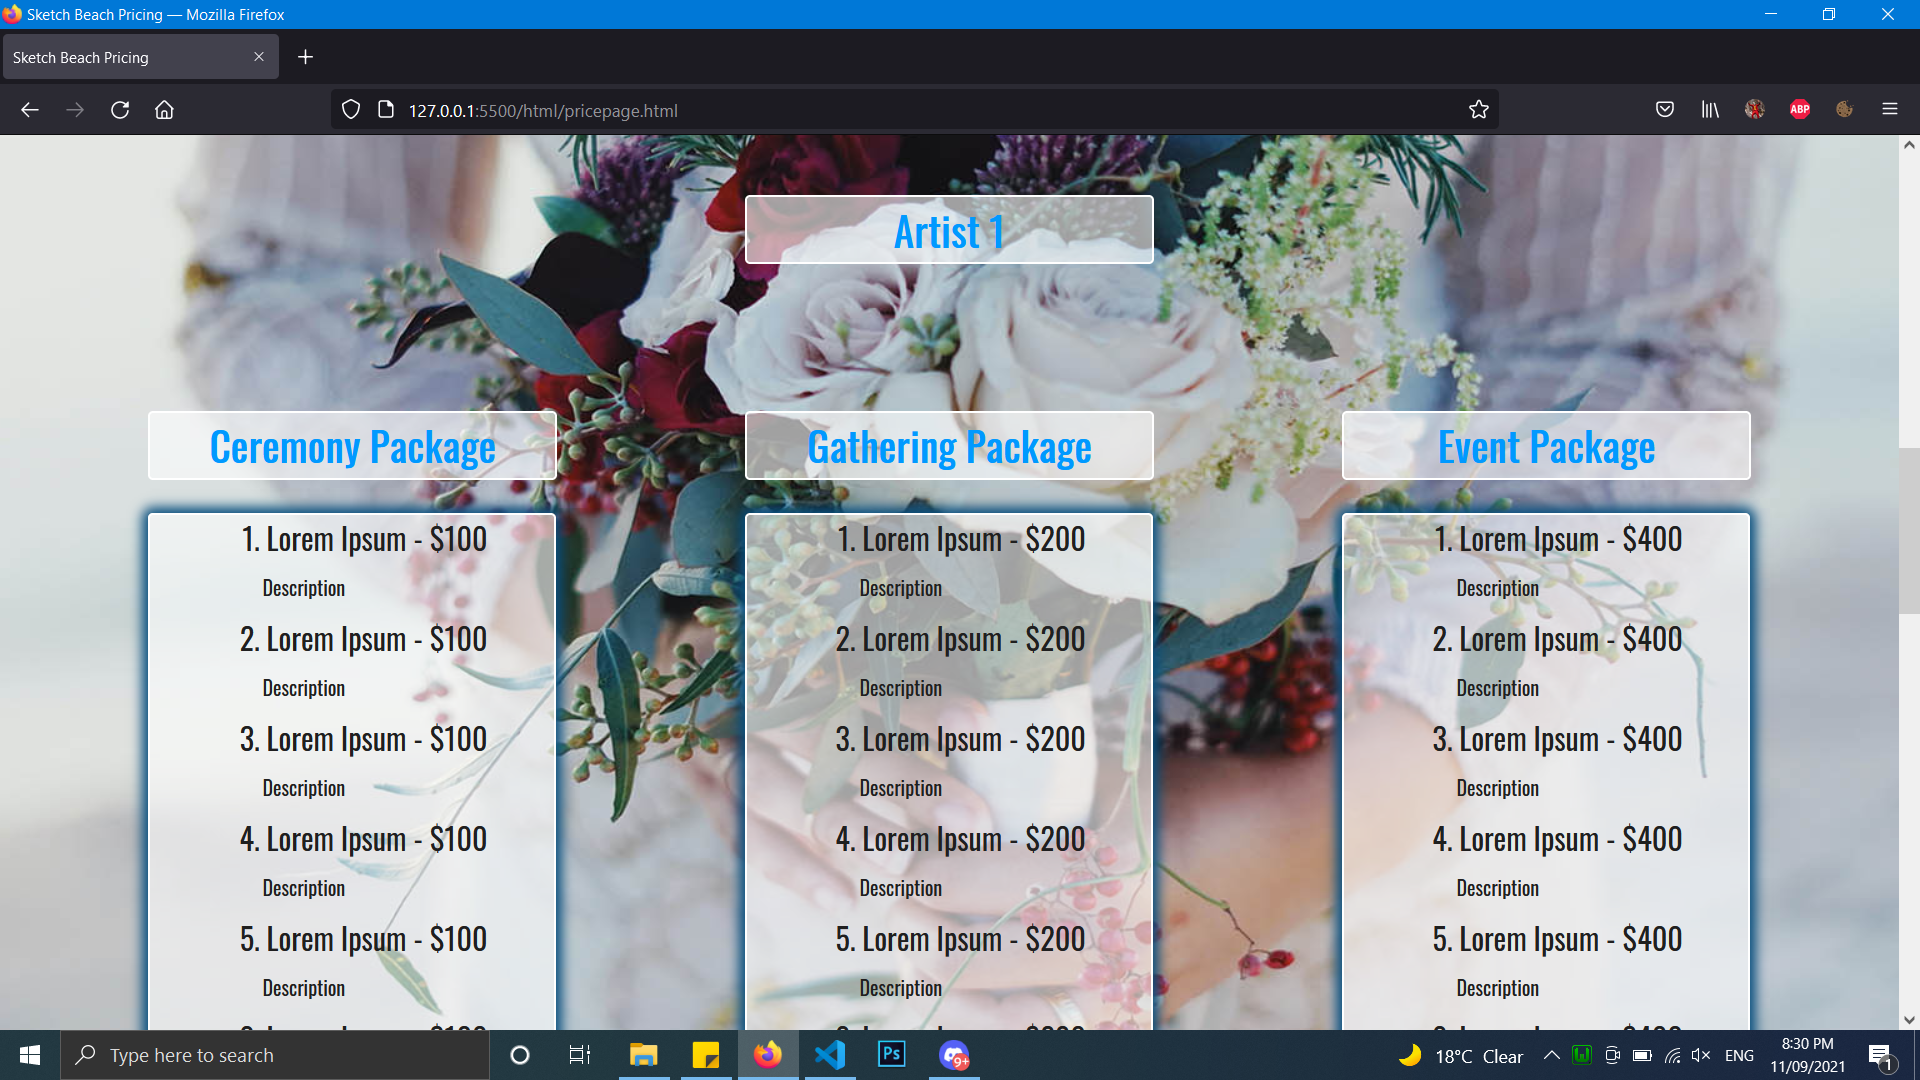 Sketch Beach Pricing — Mozilla Firefox
Sketch Beach Pricing
127.0.0.1:5500/html/pricepage.html
ABP
Artist 1
Ceremony Package
Gathering Package
Event Package
1. Lorem Ipsum - $100
Description
2. Lorem Ipsum - $100
Description
3. Lorem Ipsum - $100
Description
4. Lorem Ipsum - $100
Description
5. Lorem Ipsum - $100
Description
1. Lorem Ipsum - $200
Description
2. Lorem Ipsum - $200
Description
3. Lorem Ipsum - $200
Description
4. Lorem Ipsum - $200
Description
5. Lorem Ipsum - $200
Description
1. Lorem Ipsum - $400
Description
2. Lorem Ipsum - $400
Description
3. Lorem Ipsum - $400
Description
4. Lorem Ipsum - $400
Description
5. Lorem Ipsum - $400
Description
Type here to search
Ps
9+
18°C Clear
ENG
8:30 PM
11/09/2021
1